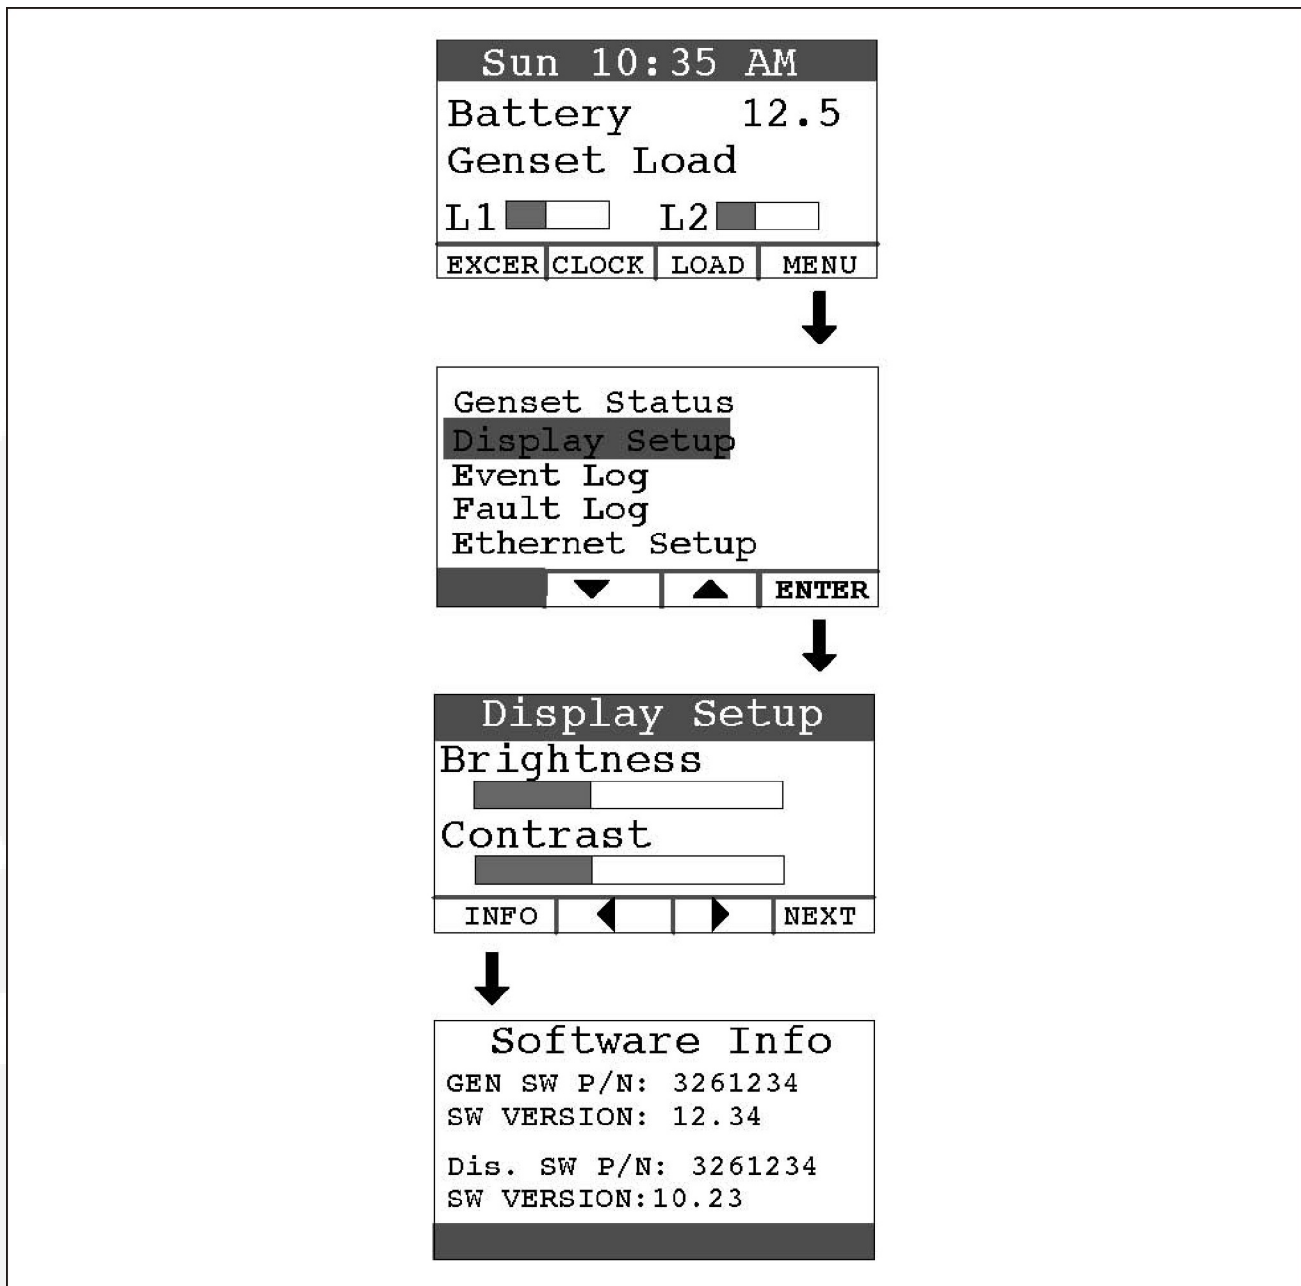 Sun 10:35 AM
Battery 12.5
Genset Load
L1 L2
EXCER CLOCK LOAD MENU
Genset Status
Display Setup
Event Log
Fault Log
Ethernet Setup
ENTER
Display Setup
Brightness
Contrast
INFO NEXT
Software Info
GEN SW P/N: 3261234
SW VERSION: 12.34
Dis. SW P/N: 3261234
SW VERSION:10.23